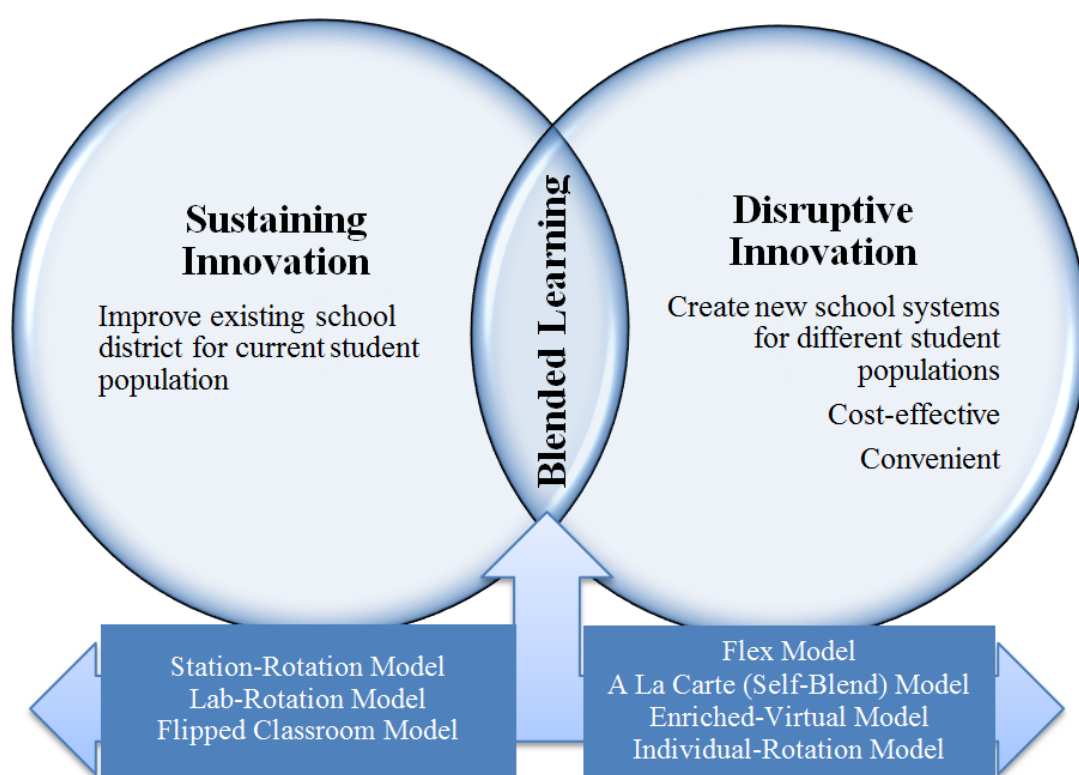 Sustaining
Innovation
Improve existing school
district for current student
population
Blended Learning
Disruptive
Innovation
Create new school systems
for different student
populations
Cost-effective
Convenient
Station-Rotation Model
Lab-Rotation Model
Flipped Classroom Model
Flex Model
A La Carte (Self-Blend) Model
Enriched-Virtual Model
Individual-Rotation Model